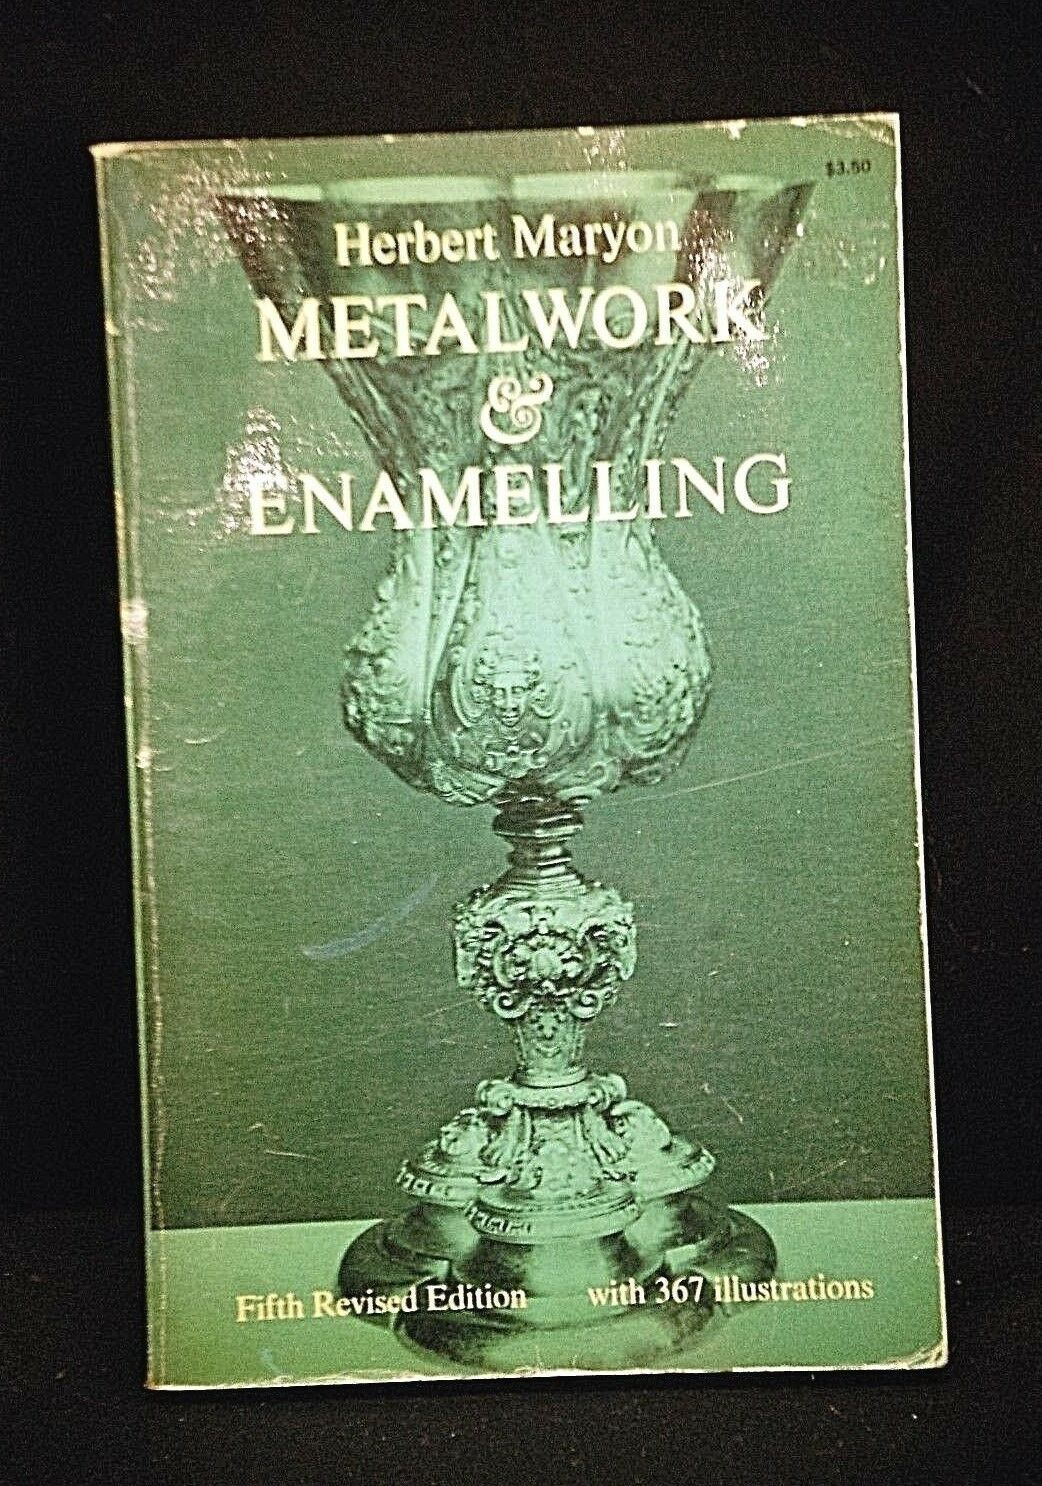 $3.50
Herbert Maryon
METALWORK
&
ENAMELLING
Fifth Revised Edition with 367 illustrations